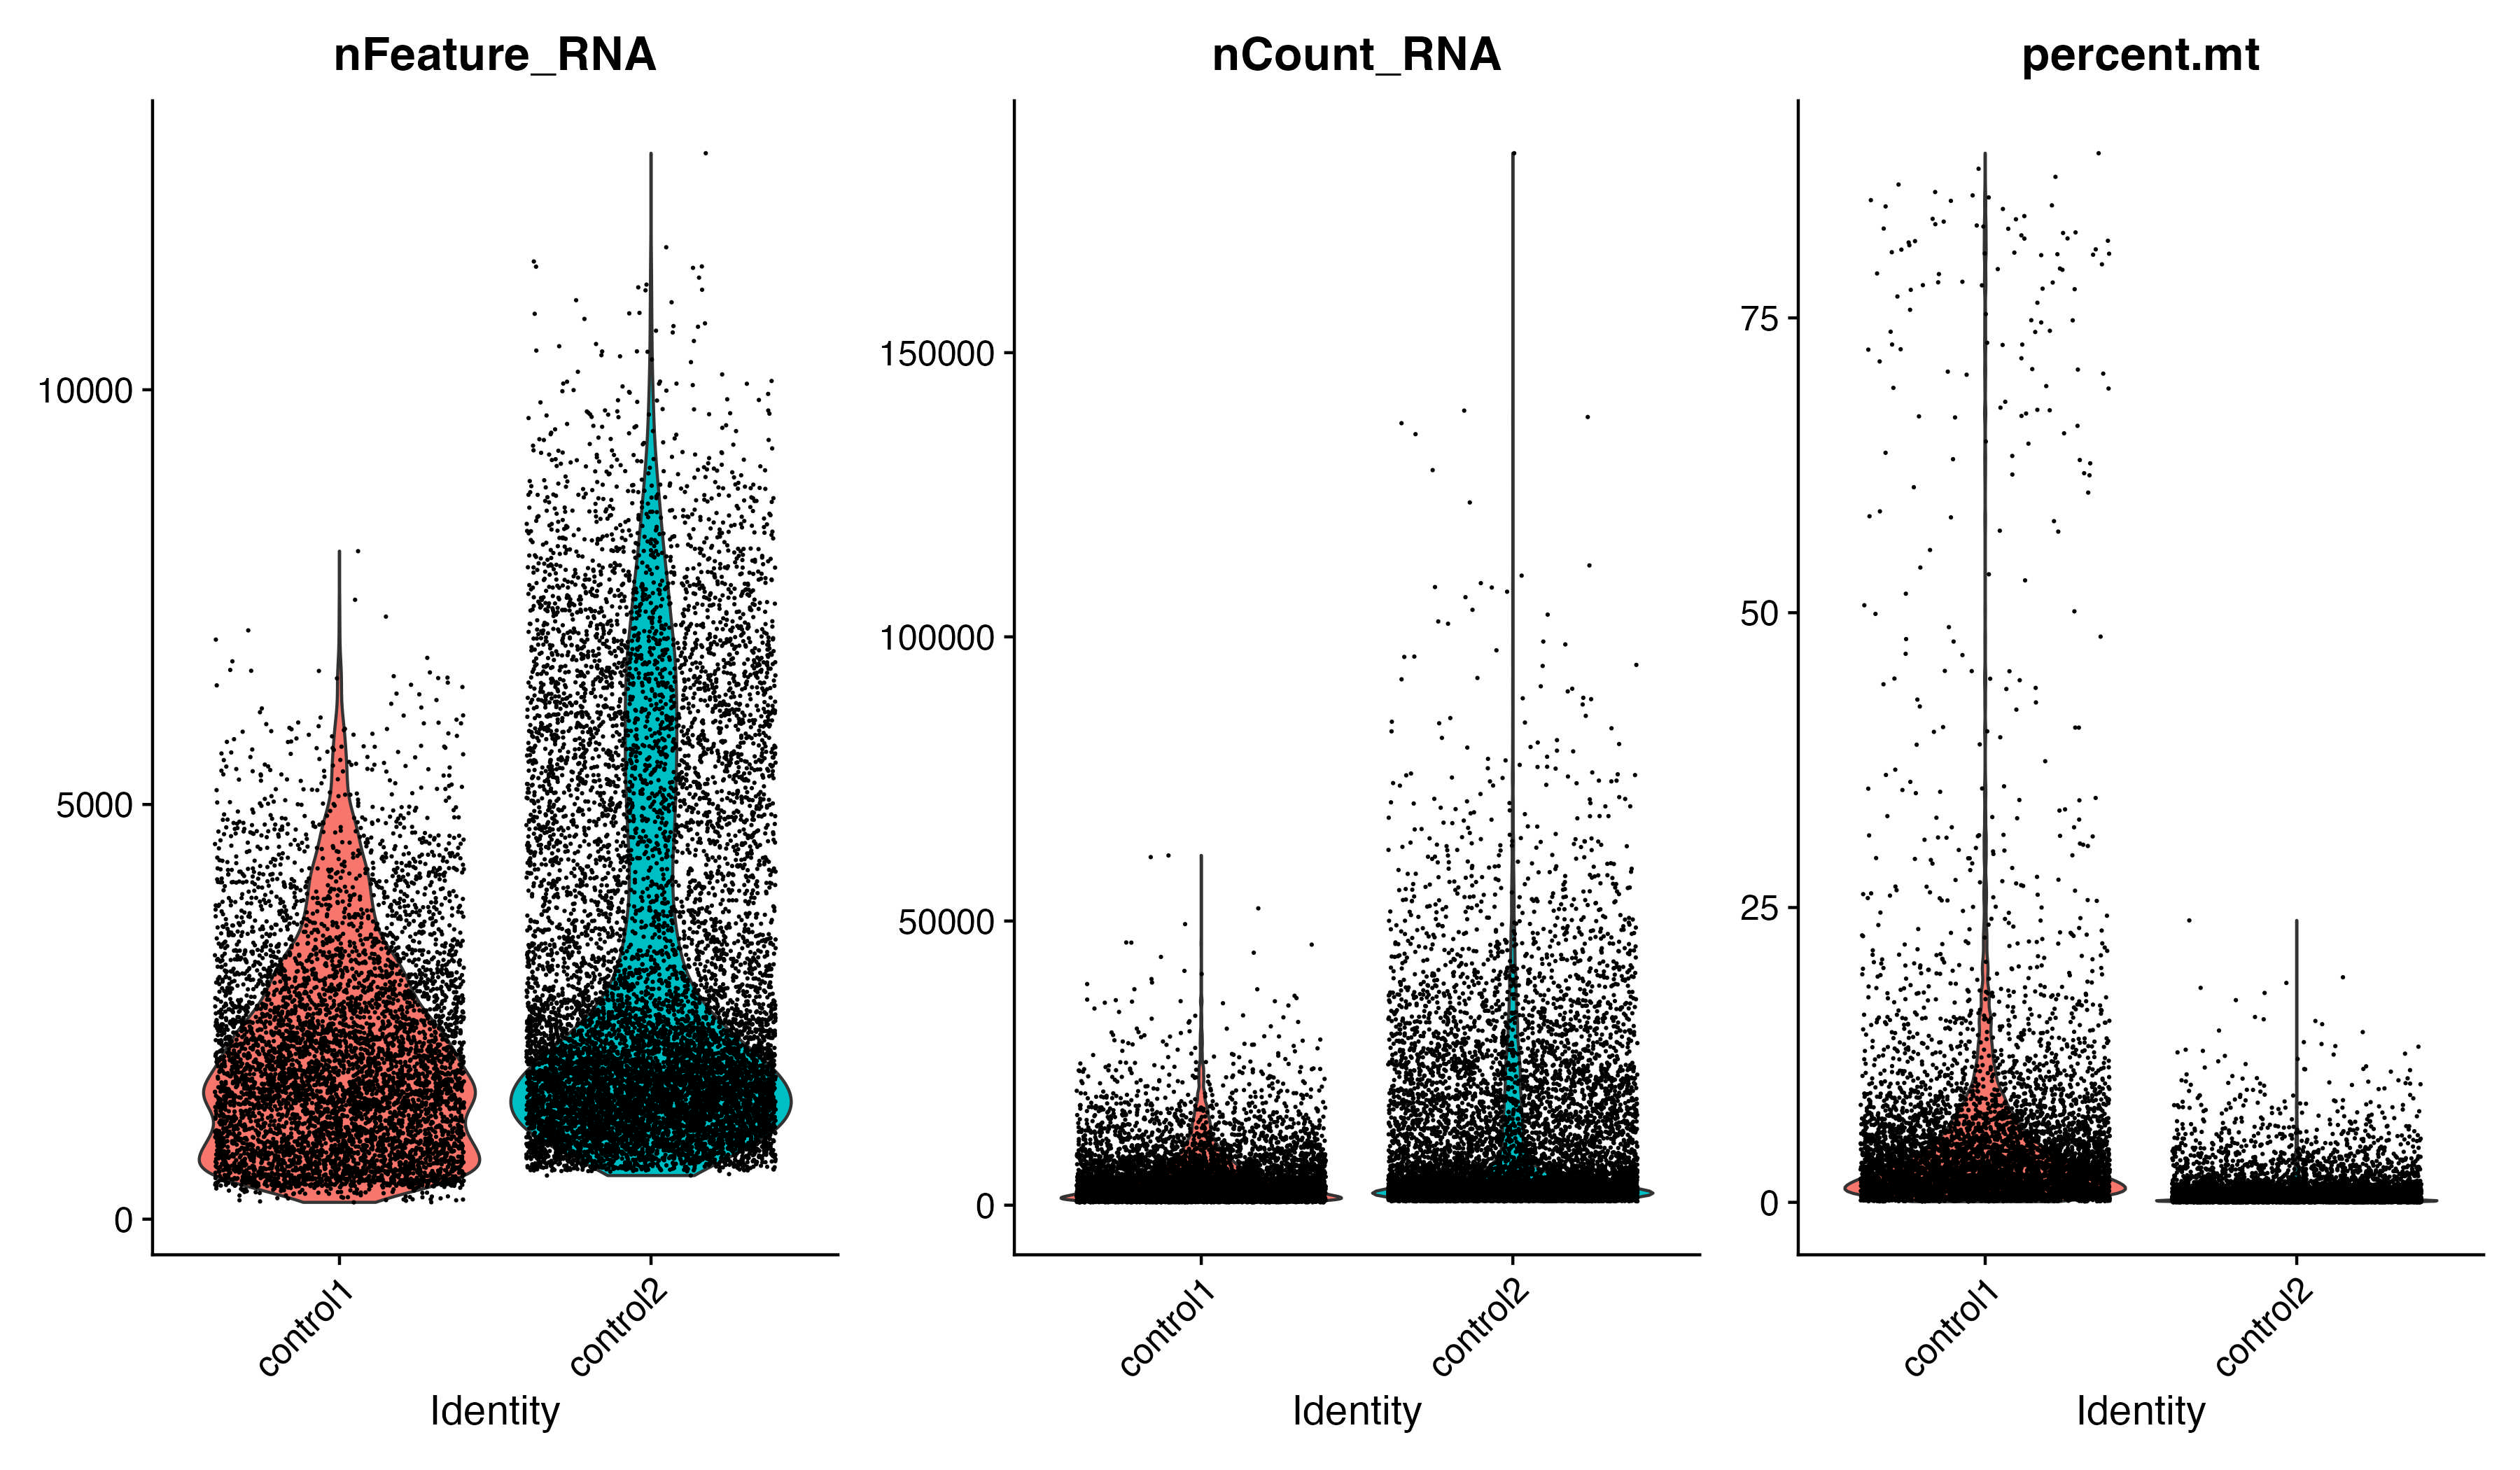 nFeature_RNA
10000
5000
0
control1
control2
Identity
nCount_RNA
150000
100000
50000
0
control1
control2
Identity
percent.mt
75
50
25
0
control1
control2
Identity